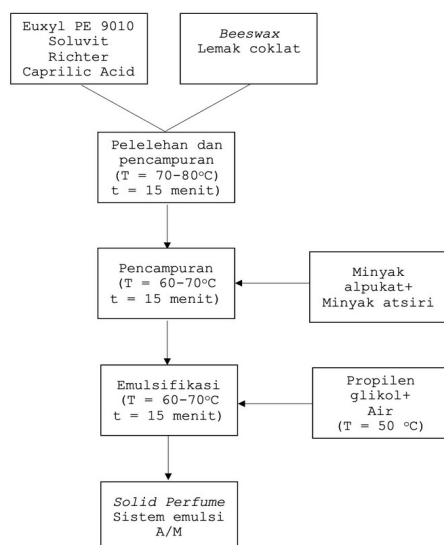 Euxyl PE 9010
Soluvit
Richter
Caprilic Acid
Beeswax
Lemak coklat
Pelelehan dan
pencampuran
(T = 70-80°C)
t = 15 menit)
Pencampuran
(T = 60-70°C
t = 15 menit)
Minyak
alpukat+
Minyak atsiri
Emulsifikasi
(T = 60-70°C
t = 15 menit)
Propilen
glikol+
Air
(T = 50 °C)
Solid Perfume
Sistem emulsi
A/M